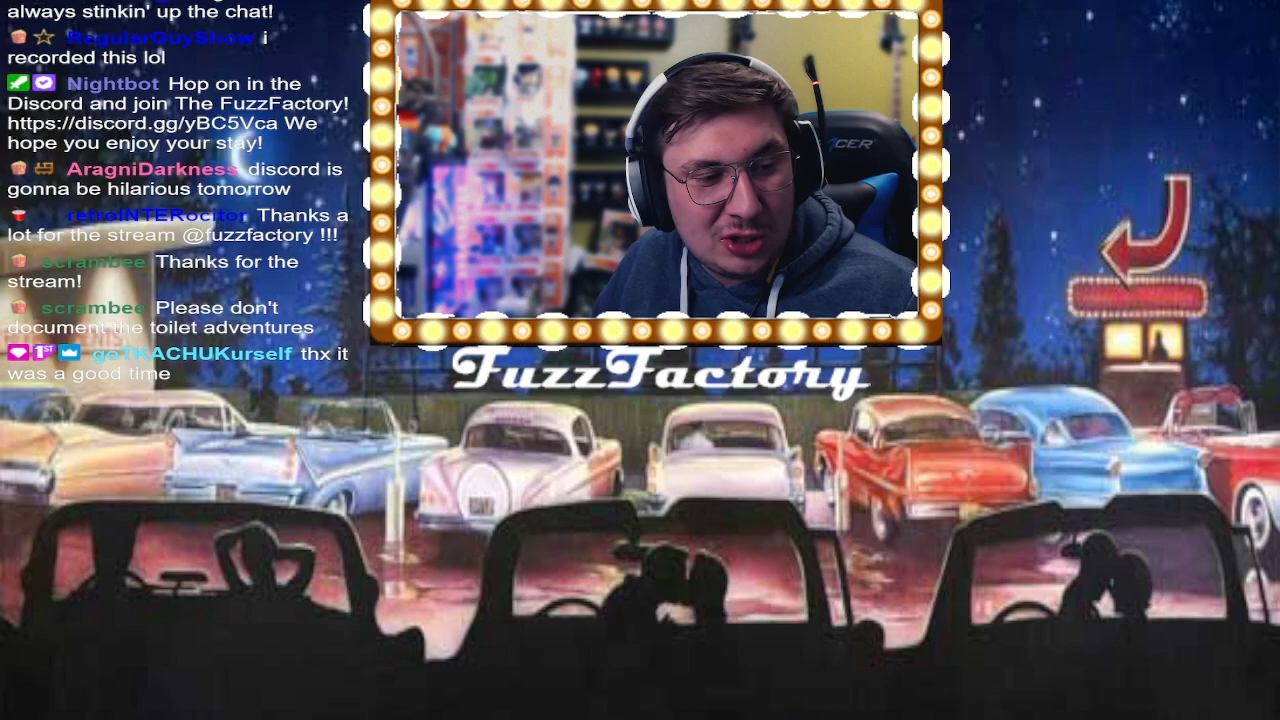 always stinkin' up the chat!
RegularGuyShow i
recorded this lol
Nightbot Hop on in the
Discord and join The FuzzFactory!
https://discord.gg/yBC5Vca We
hope you enjoy your stay!
AragniDarkness discord is
gonna be hilarious tomorrow
retroINTERocitor Thanks a
lot for the stream @fuzzfactory !!!
scrambee Thanks for the
stream!
scrambee Please don't
document the toilet adventures
1ST goTKACHUKurself thx it
was a good time
FuzzFactory